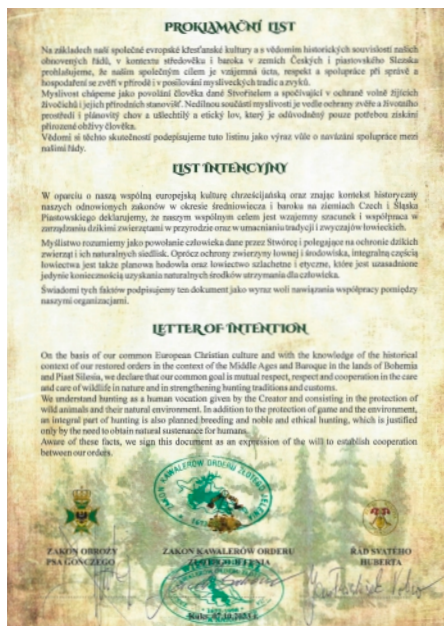 PROKLAMAČNÍ LIST
Na základech naší společné evropské křesťanské kultury a s vědomím historických souvislostí našich
obnovených řádů, v kontextu středověku i baroka v zemích Českých i piastovského Slezska
prohlašujeme, že naším společným cílem je vzájemná úcta, respekt a spolupráce při správě a
hospodaření se zvěří v přírodě i v posilování mysliveckých tradic a zvyků.
Myslivost chápeme jako povolání člověka dané Stvořitelem a spočívající v ochraně volně žijících
živočichů i jejich přírodních stanovišť. Nedílnou součástí myslivosti je vedle ochrany zvěře a životního
prostředí i plánovitý chov a ušlechtilý a etický lov, který je odůvodněný pouze potřebou získání
přirozené obživy člověka.
Vědomi si těchto skutečností podepisujeme tuto listinu jako výraz vůle o navázání spolupráce mezi
našimi řády.
LIST INTENCYJNY
W oparciu o naszą wspólną europejską kulturę chrześcijańską oraz znając kontekst historyczny
naszych odnowionych zakonów w okresie średniowiecza i baroku na ziemiach Czech i Śląska
Piastowskiego deklarujemy, ze naszym wspólnym celem jest wzajemny szacunek i współpraca w
zarządzaniu dzikimi zwierzętami w przyrodzie oraz w umacnianiu tradycji i zwyczajów łowieckich.
Myślistwo rozumiemy jako powołanie człowieka dane przez Stwórcę i polegające na ochronie dzikich
zwierząt i ich naturalnych siedlisk. Oprócz ochrony zwierzyny łownej i środowiska, integralną częścią
łowiectwa jest także planowa hodowla oraz łowiectwo szlachetne i etyczne, które jest uzasadnione
jedynie koniecznością uzyskania naturalnych środków utrzymania dla człowieka.
Świadomi tych faktów podpisujemy ten dokument jako wyraz woli nawiązania współpracy pomiędzy
naszymi organizacjami.
LETTER OF INTENTION
On the basis of our common European Christian culture and with the knowledge of the historical
context of our restored orders in the context of the Middle Ages and Baroque in the lands of Bohemia
and Piast Silesia, we declare that our common goal is mutual respect, respect and cooperation in the care
and care of wildlife in nature and in strengthening hunting traditions and customs.
We understand hunting as a human vocation given by the Creator and consisting in the protection of
wild animals and their natural environment. In addition to the protection of game and the environment,
an integral part of hunting is also planned breeding and noble and ethical hunting, which is justified
only by the need to obtain natural sustenance for humans.
Aware of these facts, we sign this document as an expression of the will to establish cooperation
between our orders.
ZAKON KAWALERÓW ORDERU ZŁOTEGO JELENIA
1672
ZAKON OBROŻY
PSA GOŃCZEGO
ZAKON KAWALERÓW ORDERU
ZŁOTEGO JELENIA
ŘÁD SVATÉHO
HUBERTA
Kuks, 07.10.2023 r.